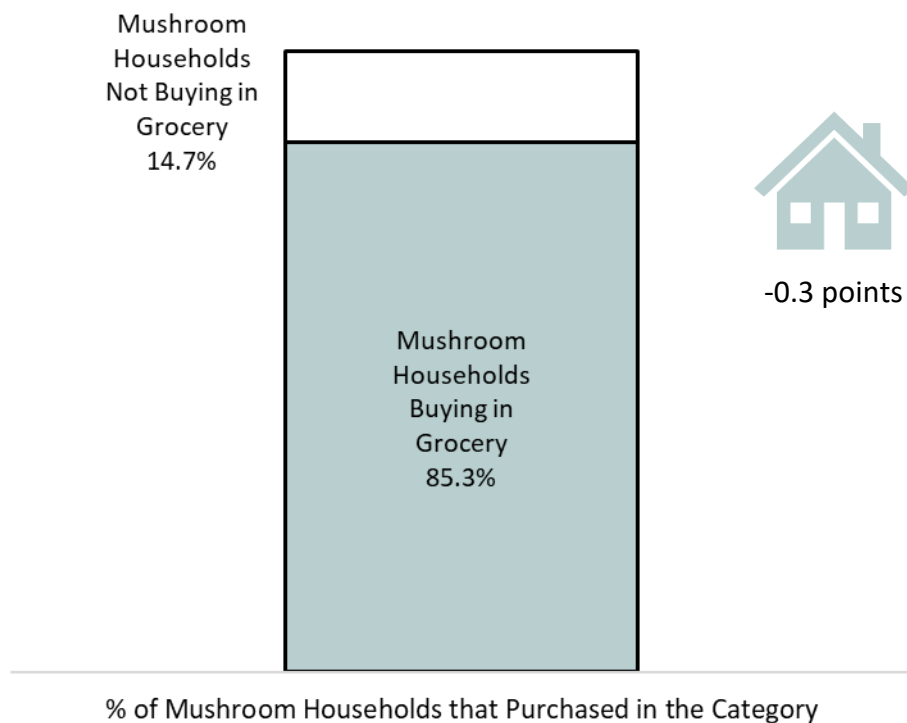 Mushroom
Households
Not Buying in
Grocery
14.7%
-0.3 points
Mushroom
Households
Buying in
Grocery
85.3%
% of Mushroom Households that Purchased in the Category